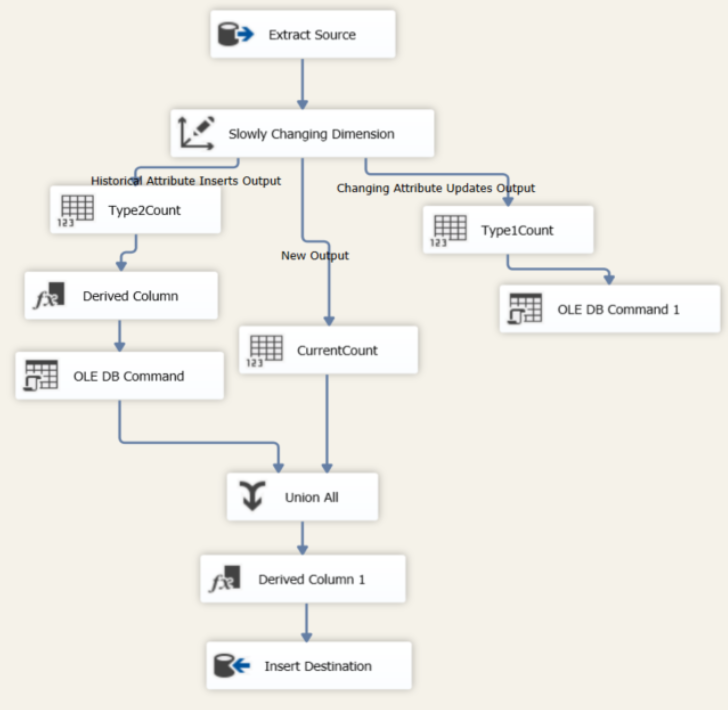 Extract Source
Slowly Changing Dimension
Historical Attribute Inserts Output
Changing Attribute Updates Output
123
Type2Count
123
Type1Count
New Output
Derived Column
OLE DB Command 1
123
CurrentCount
OLE DB Command
Union All
fx
Derived Column 1
Insert Destination